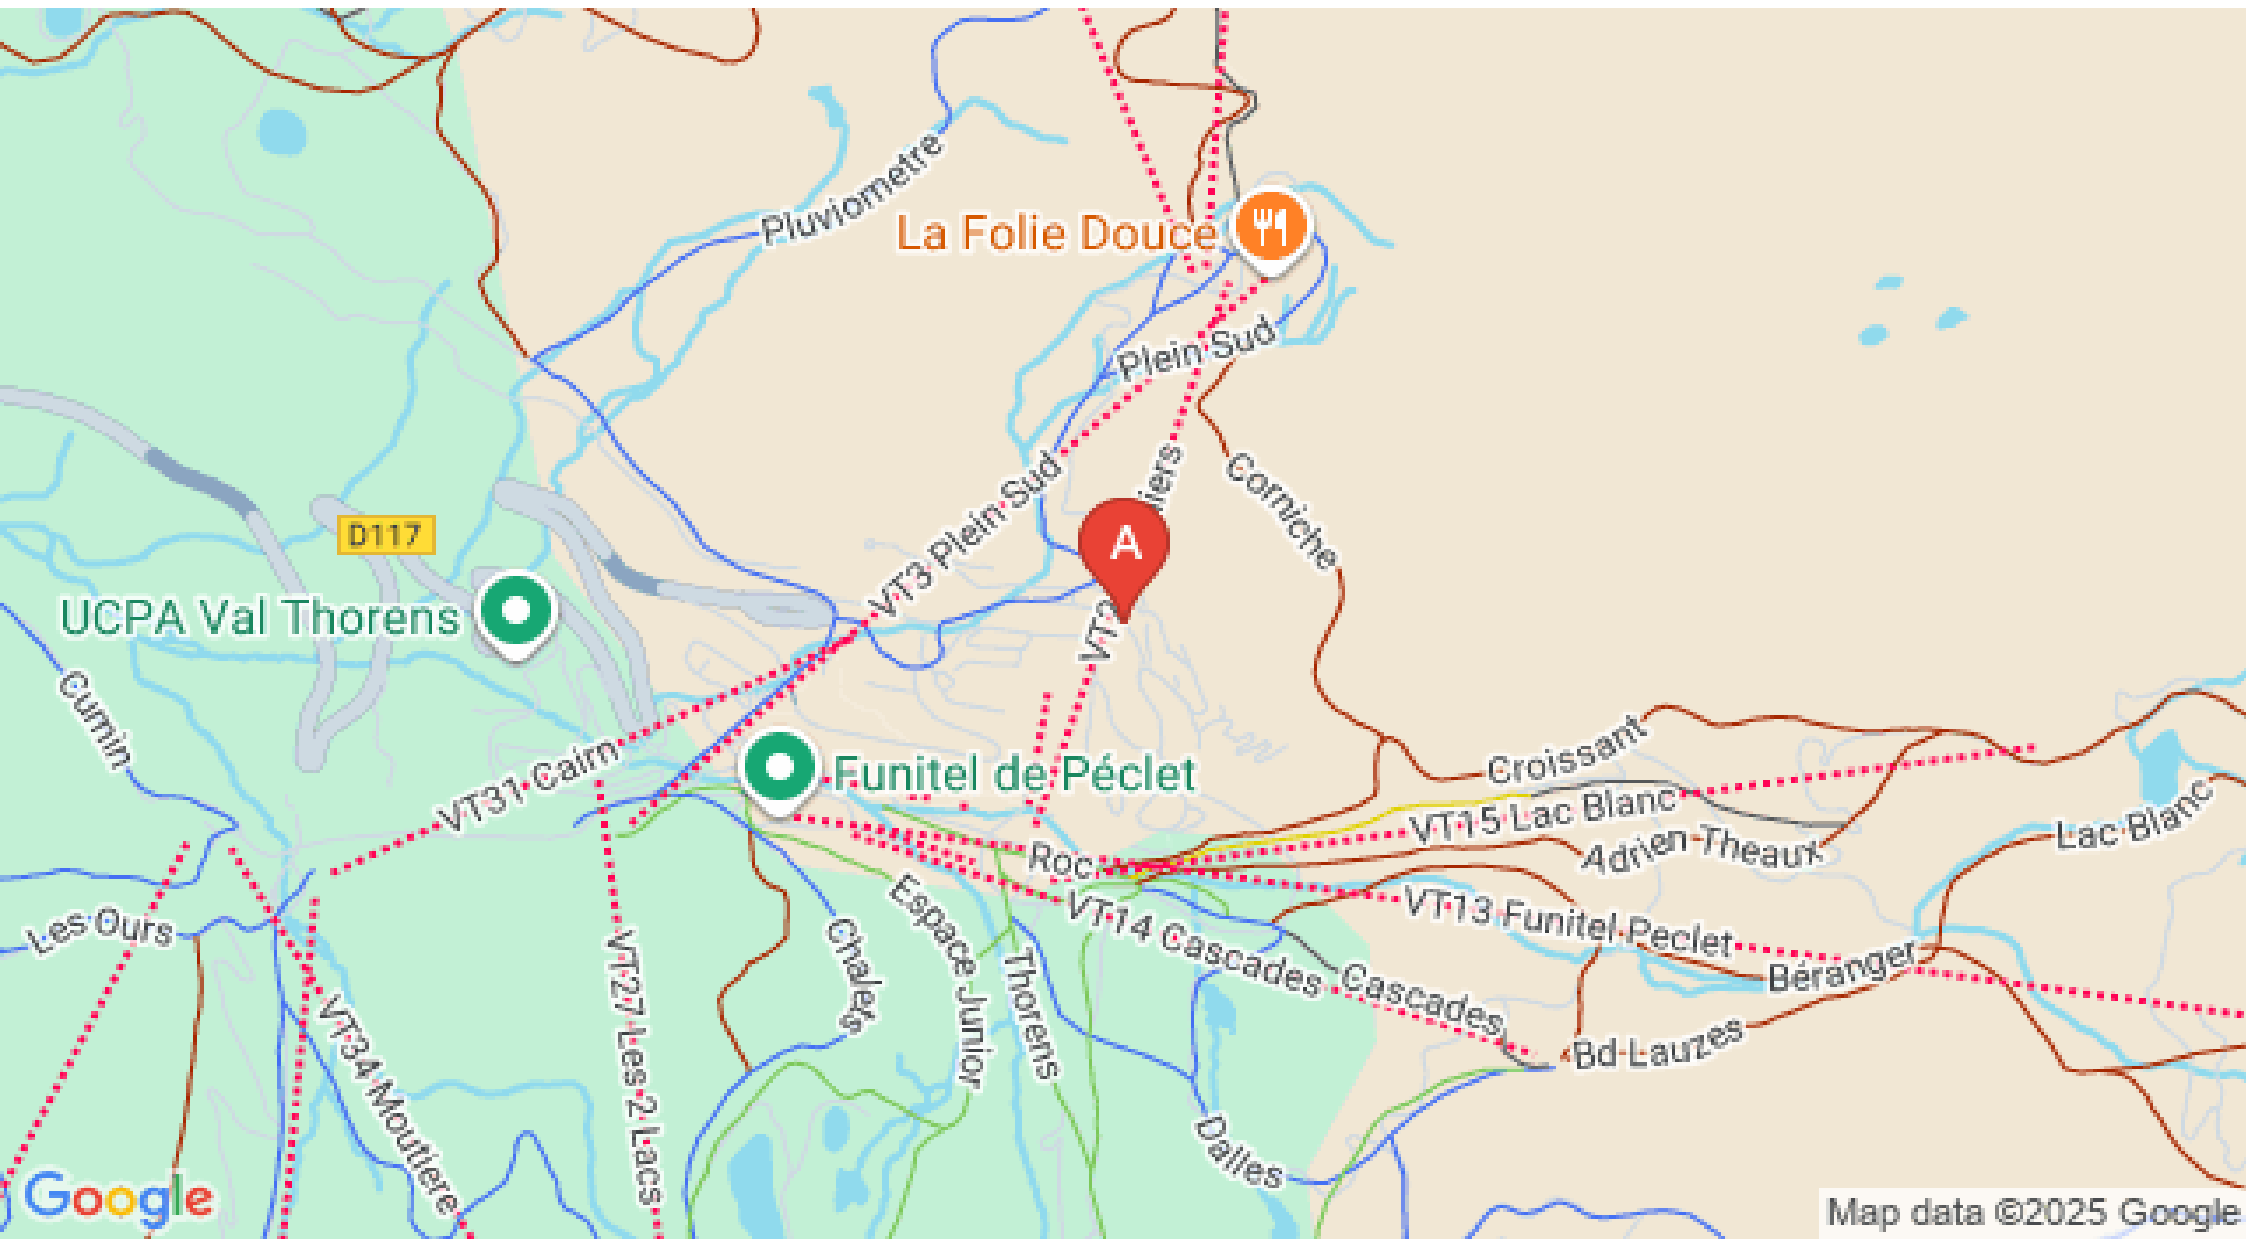 Pluviometre
La Folie Douce
Plein Sud
Corniche
VT3 Plein Sud
iers
A
D117
UCPA Val Thorens
VT2
Cumin
VT31 Cairn
Funitel de Péclet
Croissant
VT15 Lac Blanc
Lac Blanc
Roc
Adrien Theaux
Les Ours
Espace Junior
VT14 Cascades
VT13 Funitel Peclet
Chalets
Thorens
Cascades
Béranger
Bd Lauzes
VT27 Les 2 Lacs
VT34 Moutiere
Dalles
Google
Map data ©2025 Google